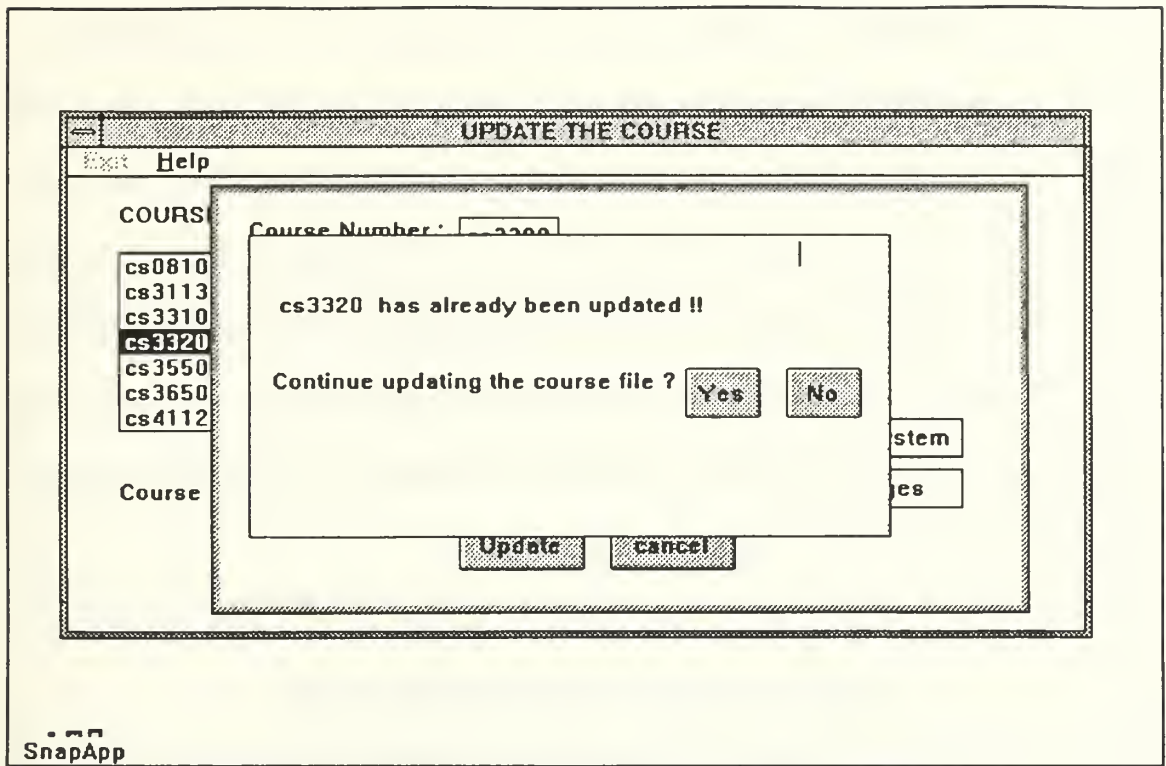 UPDATE THE COURSE
Exit Help
COURS
Course Number :
cs0810
cs3113
cs3310
cs3320
cs3550
cs3650
cs4112
cs3320 has already been updated !!
Continue updating the course file ? Yes No
stem
Course
ges
Update cancel
SnapApp